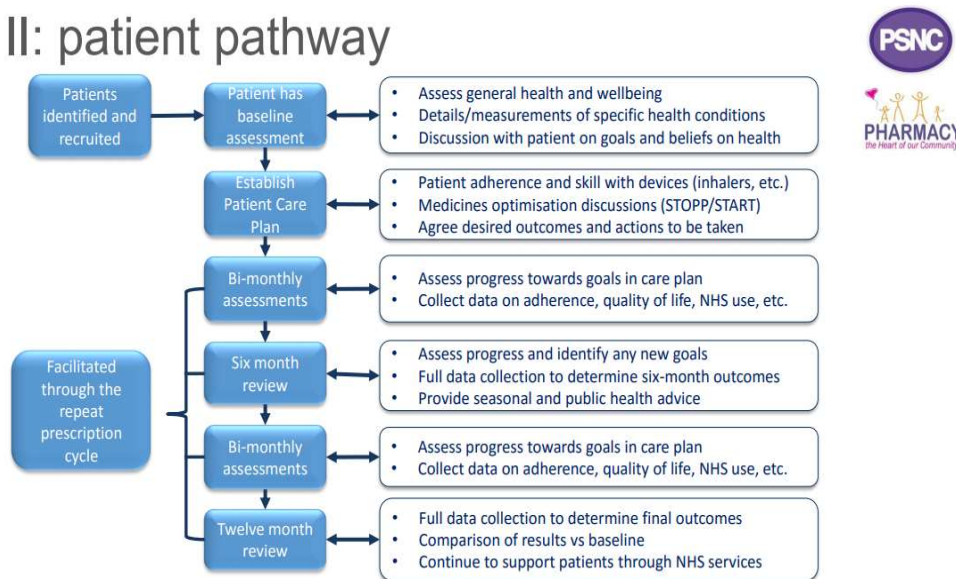 II: patient pathway
PSNC
PHARMACY
the Heart of our Community
Patients
identified and
recruited
Patient has
baseline
assessment
• Assess general health and wellbeing
• Details/measurements of specific health conditions
• Discussion with patient on goals and beliefs on health
Establish
Patient Care
Plan
• Patient adherence and skill with devices (inhalers, etc.)
• Medicines optimisation discussions (STOPP/START)
• Agree desired outcomes and actions to be taken
Bi-monthly
assessments
• Assess progress towards goals in care plan
• Collect data on adherence, quality of life, NHS use, etc.
Facilitated
through the
repeat
prescription
cycle
Six month
review
• Assess progress and identify any new goals
• Full data collection to determine six-month outcomes
• Provide seasonal and public health advice
Bi-monthly
assessments
• Assess progress towards goals in care plan
• Collect data on adherence, quality of life, NHS use, etc.
Twelve month
review
• Full data collection to determine final outcomes
• Comparison of results vs baseline
• Continue to support patients through NHS services